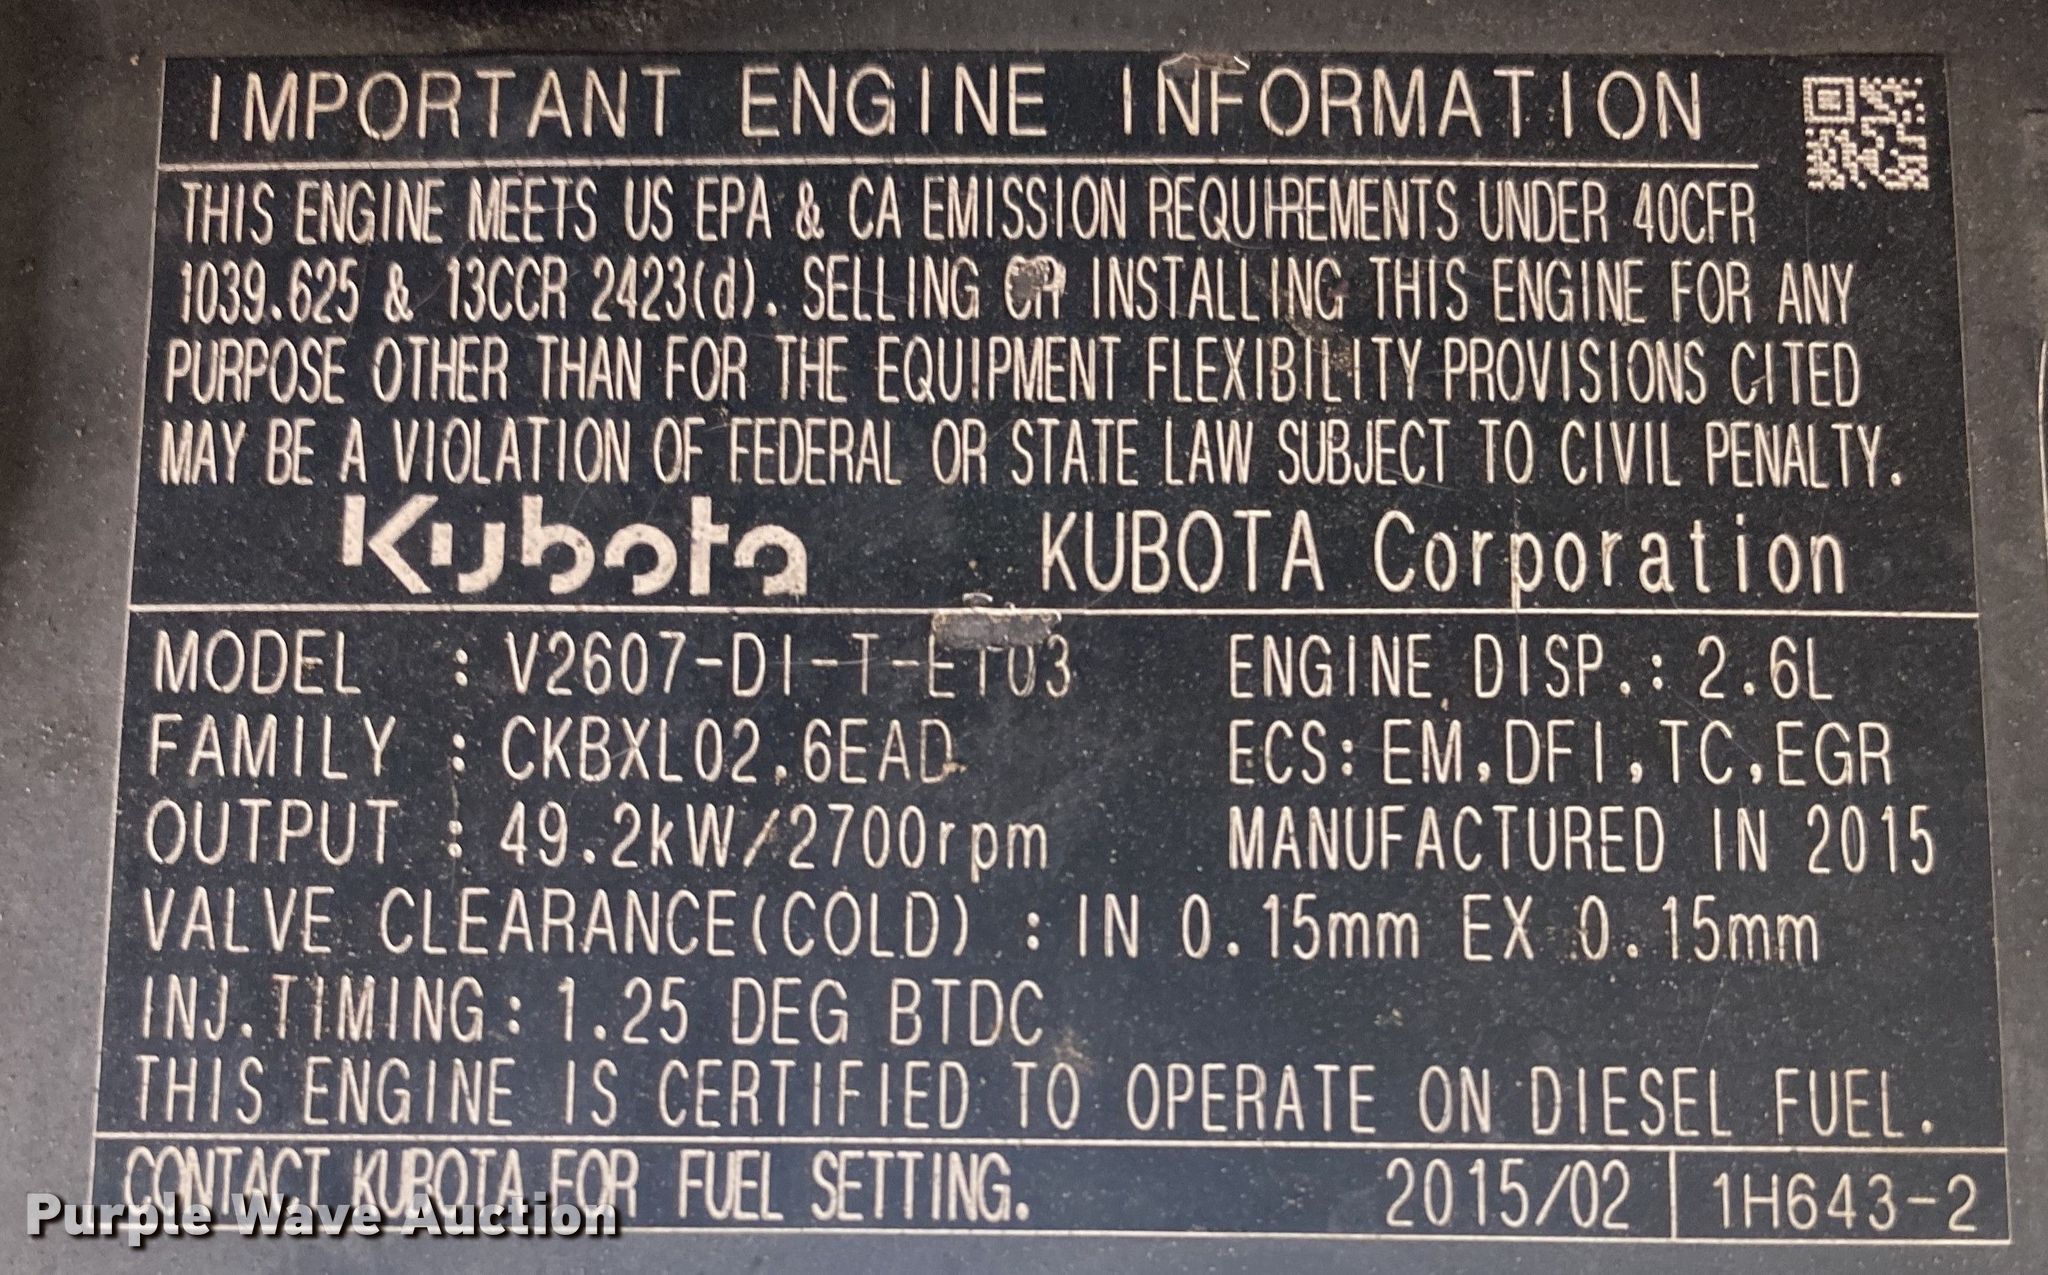 IMPORTANT ENGINE INFORMATION
THIS ENGINE MEETS US EPA & CA EMISSION REQUIREMENTS UNDER 40CFR
1039.625 & 13CCR 2423(d). SELLING OR INSTALLING THIS ENGINE FOR ANY
PURPOSE OTHER THAN FOR THE EQUIPMENT FLEXIBILITY PROVISIONS CITED
MAY BE A VIOLATION OF FEDERAL OR STATE LAW SUBJECT TO CIVIL PENALTY.
Kubota KUBOTA Corporation
MODEL : V2607-DI-T-ET03 ENGINE DISP.: 2.6L
FAMILY : CKBXL02.6EAD ECS: EM,DFI,TC,EGR
OUTPUT : 49.2kW/2700rpm MANUFACTURED IN 2015
VALVE CLEARANCE(COLD) : IN 0.15mm EX 0.15mm
INJ.TIMING: 1.25 DEG BTDC
THIS ENGINE IS CERTIFIED TO OPERATE ON DIESEL FUEL.
CONTACT KUBOTA FOR FUEL SETTING. 2015/02 1H643-2
Purple Wave Auction